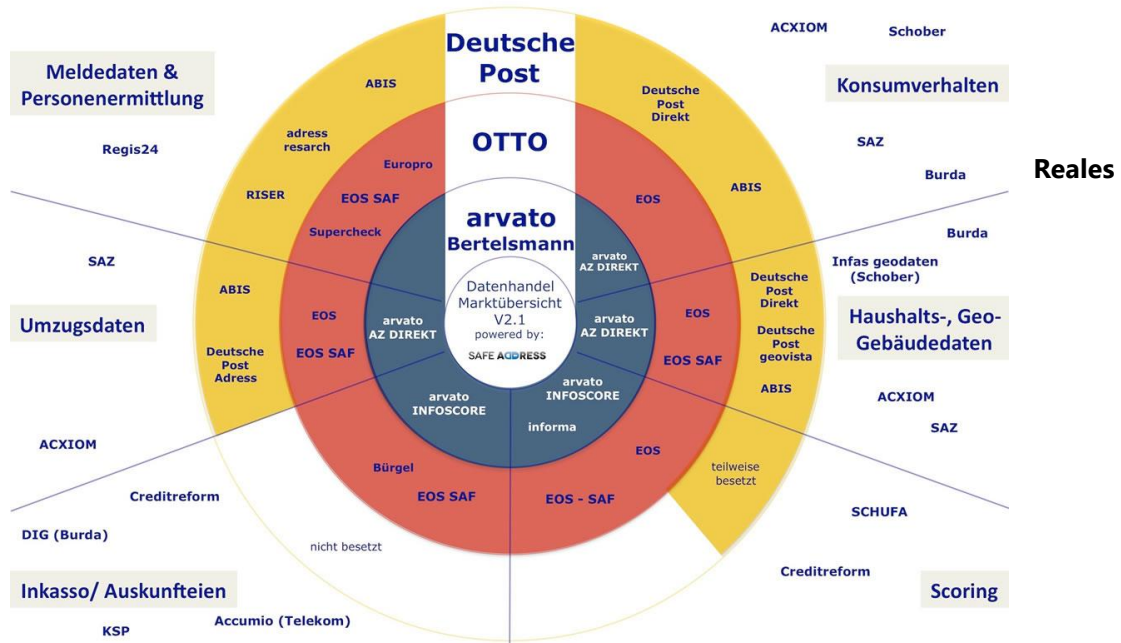 Deutsche
Post
OTTO
arvato
Bertelsmann
Datenhandel
Marktübersicht
V2.1
powered by:
SAFE ADDRESS
Meldedaten &
Personenermittlung
Regis24
ABIS
adress
resarch
RISER
Europro
EOS SAF
Supercheck
ACXIOM
Schober
Konsumverhalten
SAZ
Burda
Deutsche
Post
Direkt
ABIS
EOS
arvato
AZ DIREKT
Reales
Burda
Infas geodaten
(Schober)
Haushalts-, Geo-
Gebäudedaten
ACXIOM
SAZ
Deutsche
Post
Direkt
Deutsche
Post
geovista
ABIS
EOS
EOS SAF
arvato
AZ DIREKT
SAZ
Umzugsdaten
ACXIOM
ABIS
Deutsche
Post
Adress
EOS
EOS SAF
arvato
AZ DIREKT
Creditreform
DIG (Burda)
Inkasso/ Auskunfteien
Accumio (Telekom)
KSP
nicht besetzt
Bürgel
EOS SAF
arvato
INFOSCORE
arvato
INFOSCORE
informa
EOS
EOS - SAF
teilweise
besetzt
SCHUFA
Creditreform
Scoring